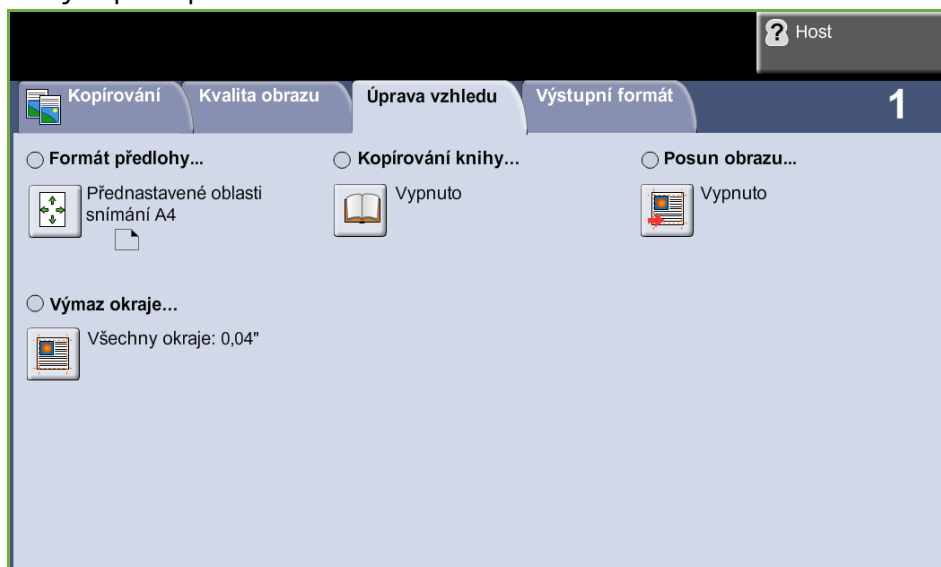 Host
Kopírování
Kvalita obrazu
Úprava vzhledu
Výstupní formát
1
Formát předlohy...
Kopírování knihy...
Posun obrazu...
Přednastavené oblasti
snímání A4
Vypnuto
Vypnuto
Výmaz okraje...
Všechny okraje: 0,04"